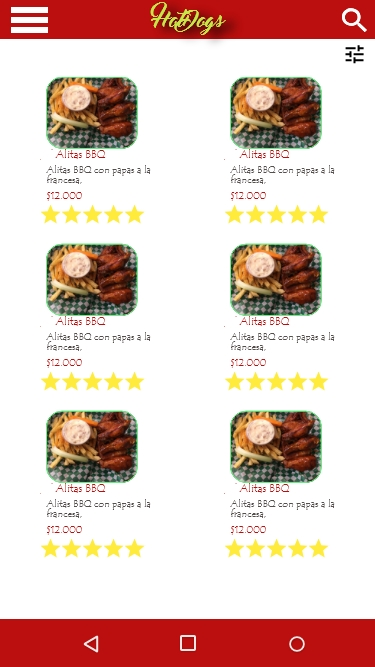 HotDogs
Alitas BBQ
Alitas BBQ con papas a la
francesa,
$12.000
Alitas BBQ
Alitas BBQ con papas a la
francesa,
$12.000
Alitas BBQ
Alitas BBQ con papas a la
francesa,
$12.000
Alitas BBQ
Alitas BBQ con papas a la
francesa,
$12.000
Alitas BBQ
Alitas BBQ con papas a la
francesa,
$12.000
Alitas BBQ
Alitas BBQ con papas a la
francesa,
$12.000